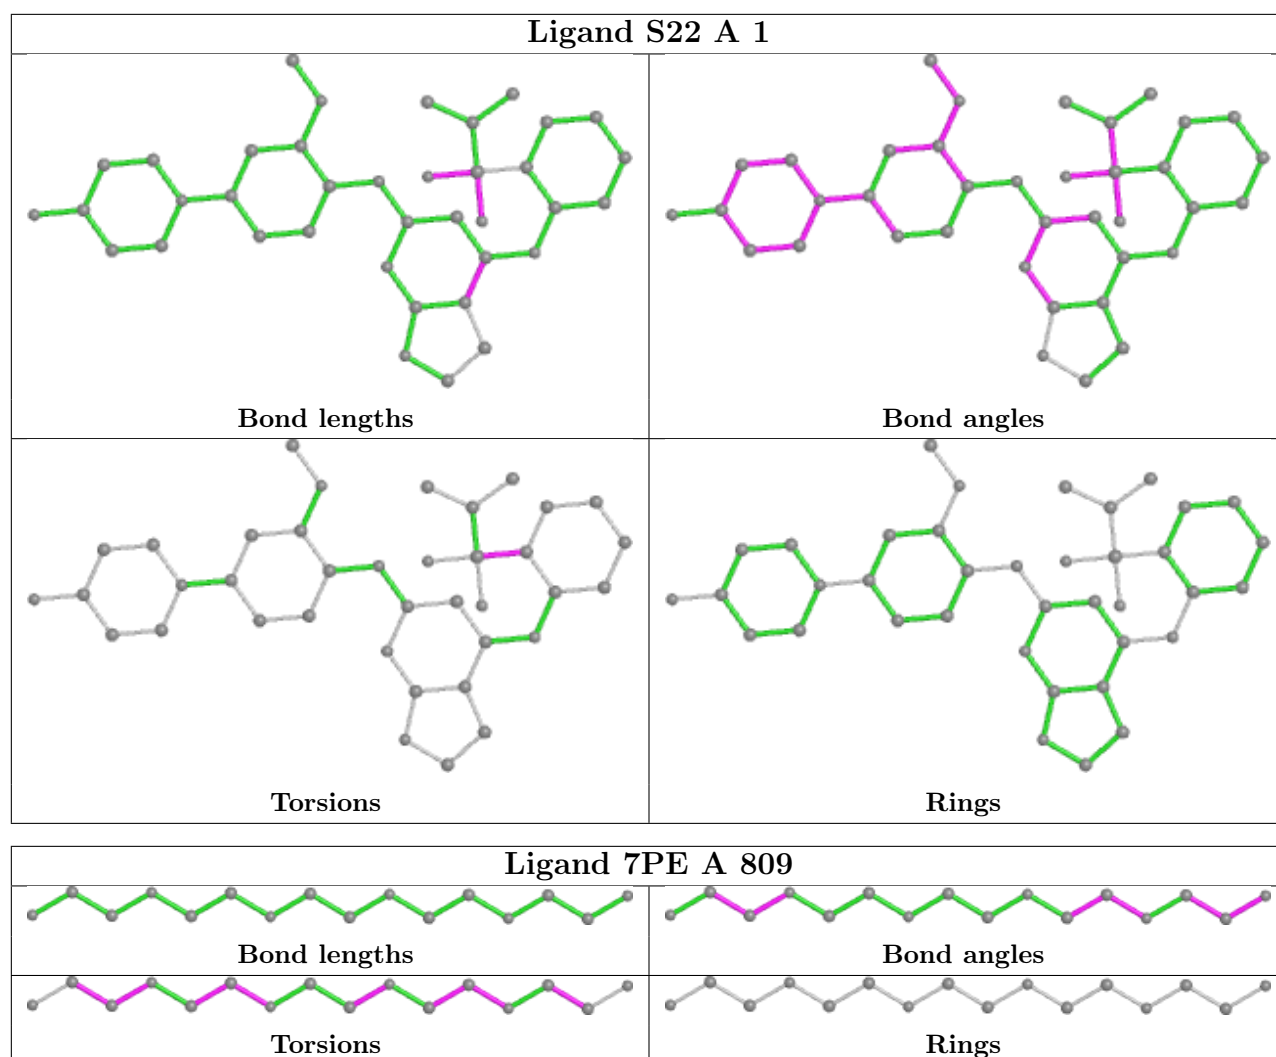 Ligand S22 A 1
Bond lengths
Bond angles
Torsions
Rings
Ligand 7PE A 809
Bond lengths
Bond angles
Torsions
Rings